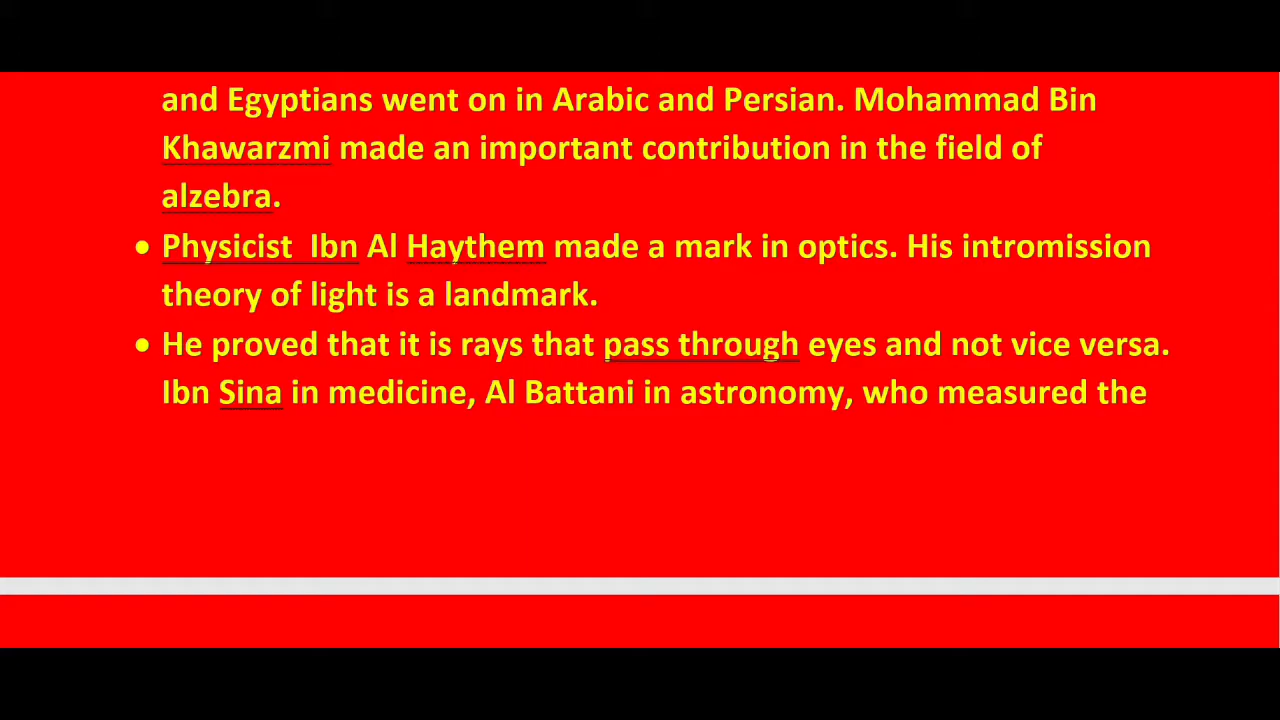 and Egyptians went on in Arabic and Persian. Mohammad Bin
Khawarzmi made an important contribution in the field of
alzebra.
• Physicist  Ibn Al Haythem made a mark in optics. His intromission
theory of light is a landmark.
• He proved that it is rays that pass through eyes and not vice versa.
Ibn Sina in medicine, Al Battani in astronomy, who measured the